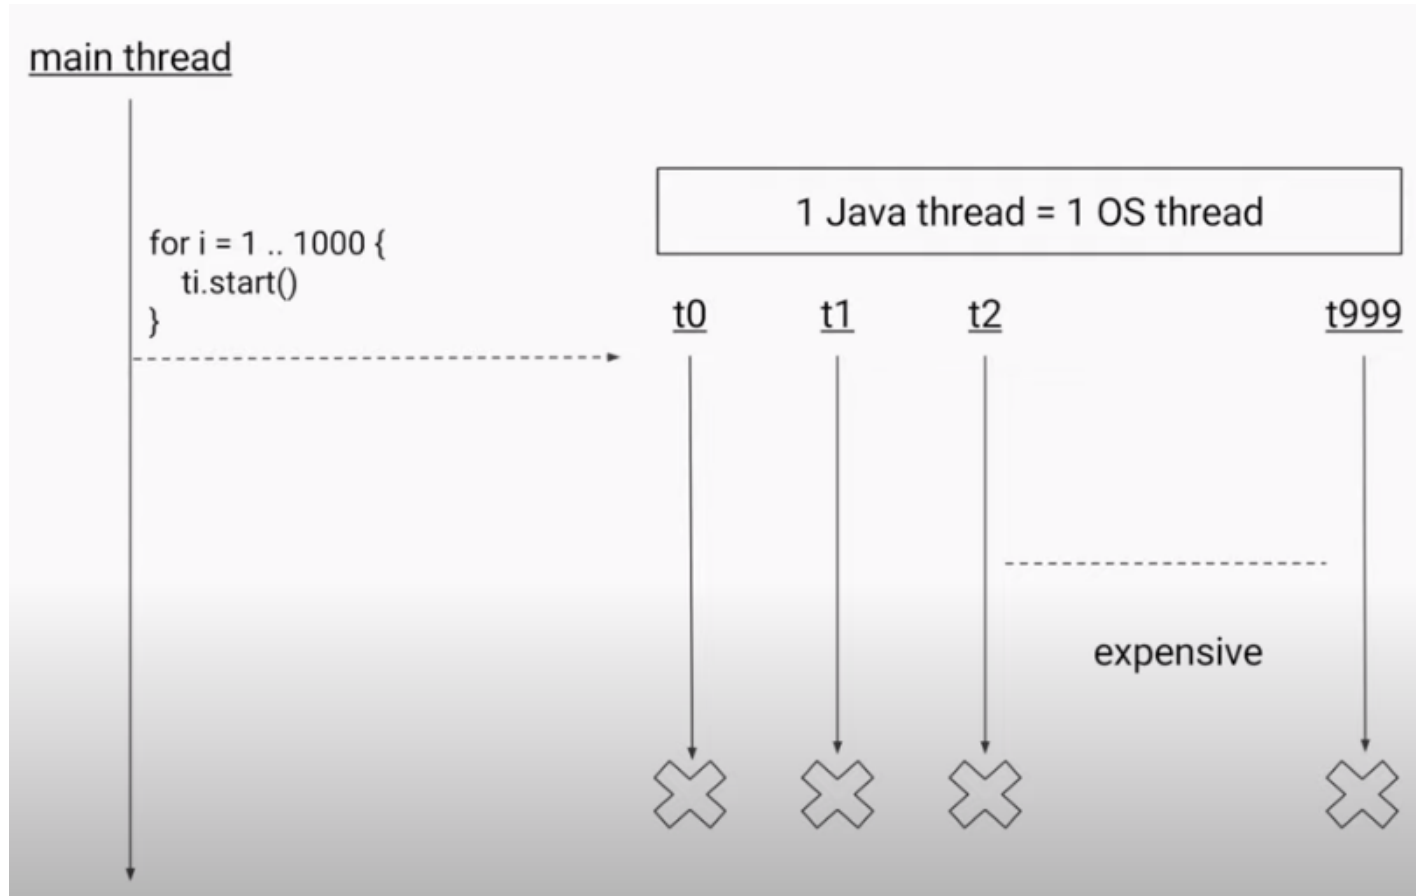 main thread
1 Java thread = 1 OS thread
for i = 1 .. 1000 {
ti.start()
}
t0 t1 t2 t999
expensive